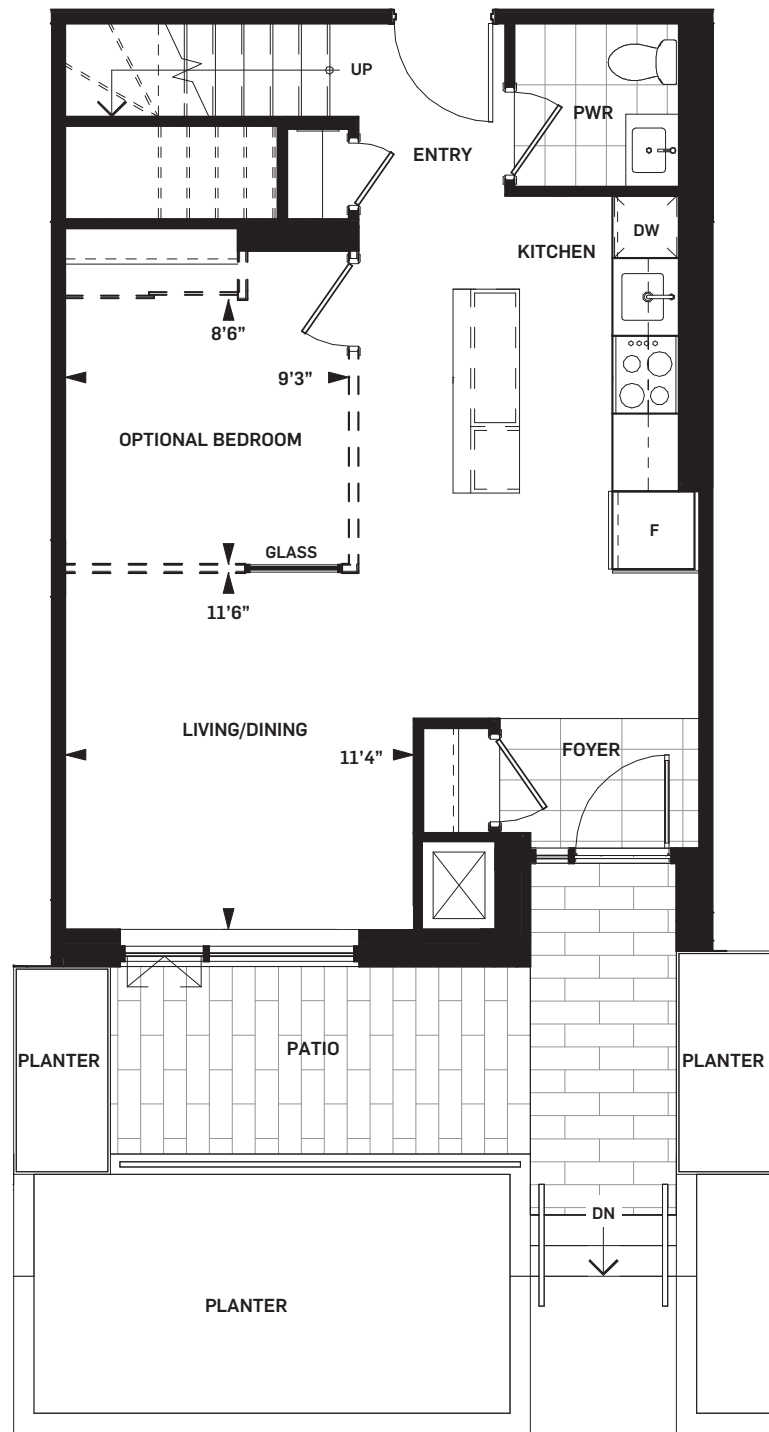 UP
PWR
ENTRY
DW
KITCHEN
8’6”
9’3”
OPTIONAL BEDROOM
F
GLASS
11’6”
LIVING/DINING
11’4”
FOYER
PATIO
PLANTER
PLANTER
DN
PLANTER